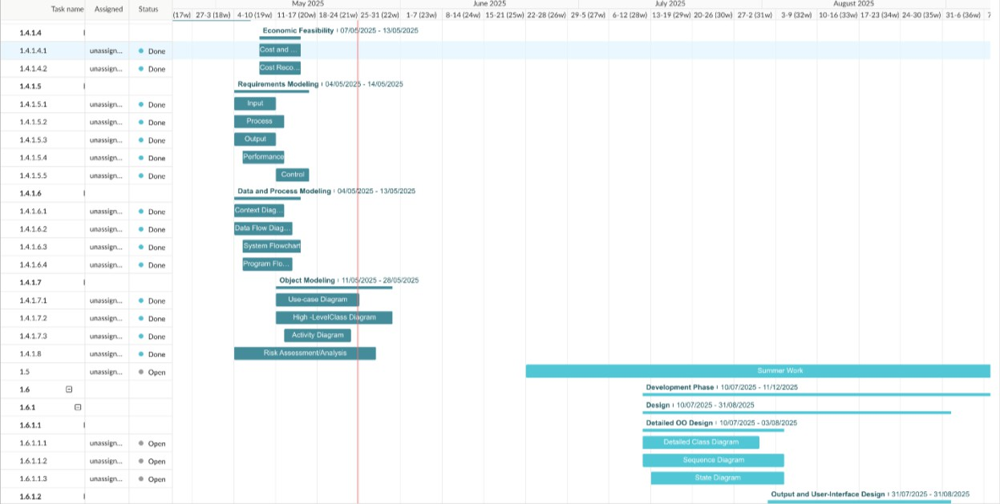 May 2025 June 2025 July 2025 August 2025
Task name Assigned Status
(17w) 27-3 (18w) 4-10 (19w) 11-17 (20w) 18-24 (21w) 25-31 (22w) 1-7 (23w) 8-14 (24w) 15-21 (25w) 22-28 (26w) 29-5 (27w) 6-12 (28w) 13-19 (29w) 20-26 (30w) 27-2 (31w) 3-9 (32w) 10-16 (33w) 17-23 (34w) 24-30 (35w) 31-6 (36w) 7
1.4.1.4 Economic Feasibility 07/05/2025 - 13/05/2025
1.4.1.4.1 unassign... Done Cost and ...
1.4.1.4.2 unassign... Done Cost Reco...
1.4.1.5 Requirements Modeling 04/05/2025 - 14/05/2025
1.4.1.5.1 unassign... Done Input
1.4.1.5.2 unassign... Done Process
1.4.1.5.3 unassign... Done Output
1.4.1.5.4 unassign... Done Performance
1.4.1.5.5 unassign... Done Control
1.4.1.6 Data and Process Modeling 04/05/2025 - 13/05/2025
1.4.1.6.1 unassign... Done Context Diag...
1.4.1.6.2 unassign... Done Data Flow Diag...
1.4.1.6.3 unassign... Done System Flowchart
1.4.1.6.4 unassign... Done Program Flo...
1.4.1.7 Object Modeling 11/05/2025 - 28/05/2025
1.4.1.7.1 unassign... Done Use-case Diagram
1.4.1.7.2 unassign... Done High -LevelClass Diagram
1.4.1.7.3 unassign... Done Activity Diagram
1.4.1.8 unassign... Done Risk Assessment/Analysis
1.5 unassign... Open Summer Work
1.6 Development Phase 10/07/2025 - 11/12/2025
1.6.1 Design 10/07/2025 - 31/08/2025
1.6.1.1 Detailed OO Design 10/07/2025 - 03/08/2025
1.6.1.1.1 unassign... Open Detailed Class Diagram
1.6.1.1.2 unassign... Open Sequence Diagram
1.6.1.1.3 unassign... Open State Diagram
1.6.1.2 Output and User-Interface Design 31/07/2025 - 31/08/2025